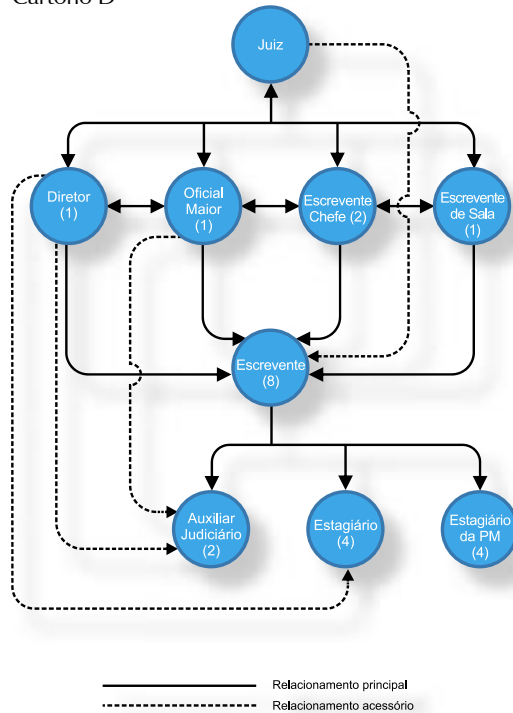 Cartório D
Juiz
Diretor
(1)
Oficial
Maior
(1)
Escrevente
Chefe (2)
Escrevente
de Sala
(1)
Escrevente
(8)
Auxiliar
Judiciário
(2)
Estagiário
(4)
Estagiário
da PM
(4)
Relacionamento principal
Relacionamento acessório